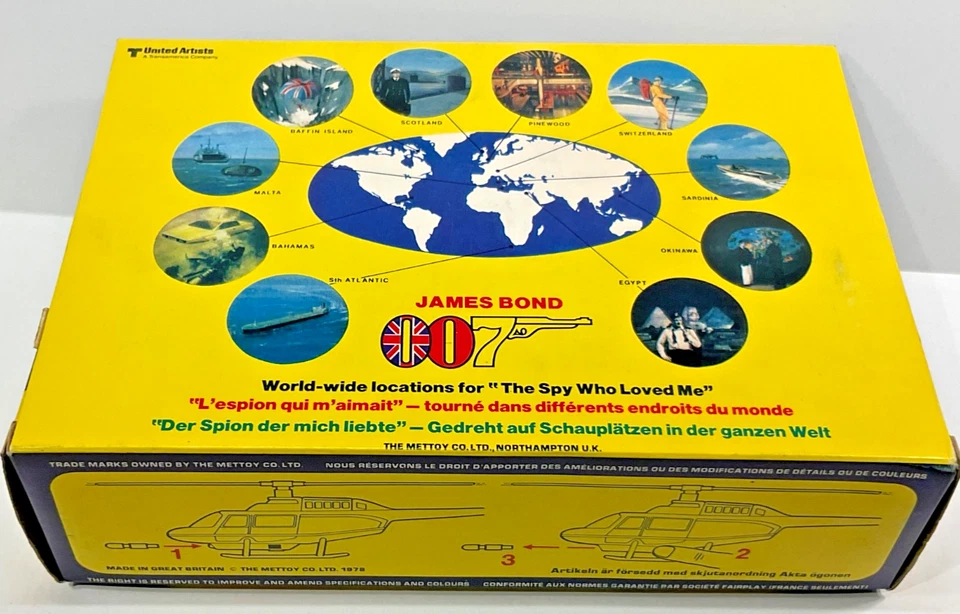 United Artists
A Transamerica Company
BAFFIN ISLAND
SCOTLAND
PINEWOOD
SWITZERLAND
MALTA
SARDINIA
BAHAMAS
OKINAWA
Sth ATLANTIC
EGYPT
JAMES BOND
007
World-wide locations for "The Spy Who Loved Me"
"L'espion qui m'aimait" — tourné dans différents endroits du monde
"Der Spion der mich liebte" — Gedreht auf Schauplätzen in der ganzen Welt
THE METTOY CO. LTD., NORTHAMPTON U.K.
TRADE MARKS OWNED BY THE METTOY CO. LTD. NOUS RÉSERVONS LE DROIT D'APPORTER DES AMÉLIORATIONS OU DES MODIFICATIONS DE DÉTAILS OU DE COULEURS
1 3 2
MADE IN GREAT BRITAIN © THE METTOY CO. LTD. 1978 Artikeln är försedd med skjutanordning Akta ögonen
THE RIGHT IS RESERVED TO IMPROVE AND AMEND SPECIFICATIONS AND COLOURS CONFORMITÉ AUX NORMES GARANTIE PAR SOCIÉTÉ FAIRPLAY (FRANCE SEULEMENT)